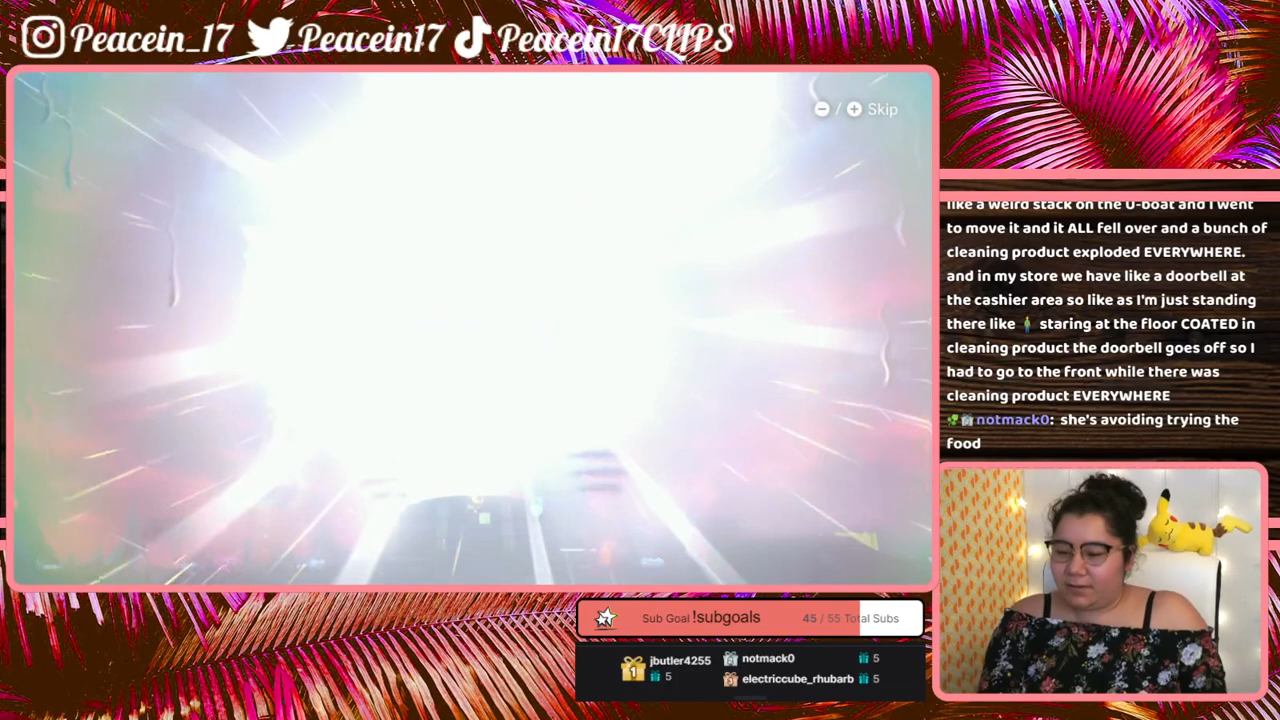 Peacein_17 Peacein17 Peacein17CLIPS
- / + Skip
like a weird stack on the U-boat and I went
to move it and it ALL fell over and a bunch of
cleaning product exploded EVERYWHERE.
and in my store we have like a doorbell at
the cashier area so like as I'm just standing
there like 🧍 staring at the floor COATED in
cleaning product the doorbell goes off so I
had to go to the front while there was
cleaning product EVERYWHERE
notmack0: she's avoiding trying the
food
Sub Goal !subgoals 45 / 55 Total Subs
1 jbutler4255 5
2 notmack0 5
3 electriccube_rhubarb 5